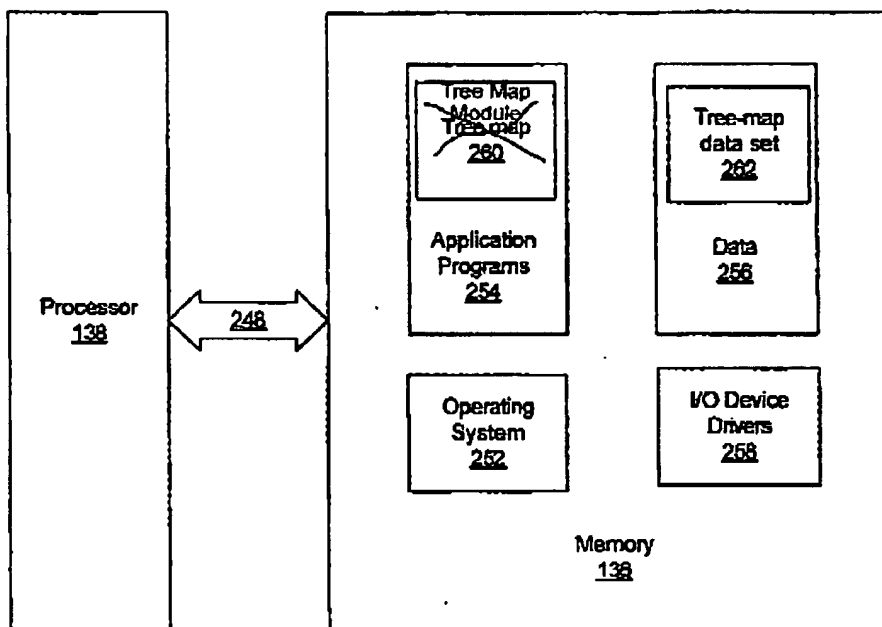 Processor
138
248
Tree Map
Module
Tree map
260
Application
Programs
254
Tree-map
data set
262
Data
256
Operating
System
252
I/O Device
Drivers
258
Memory
138